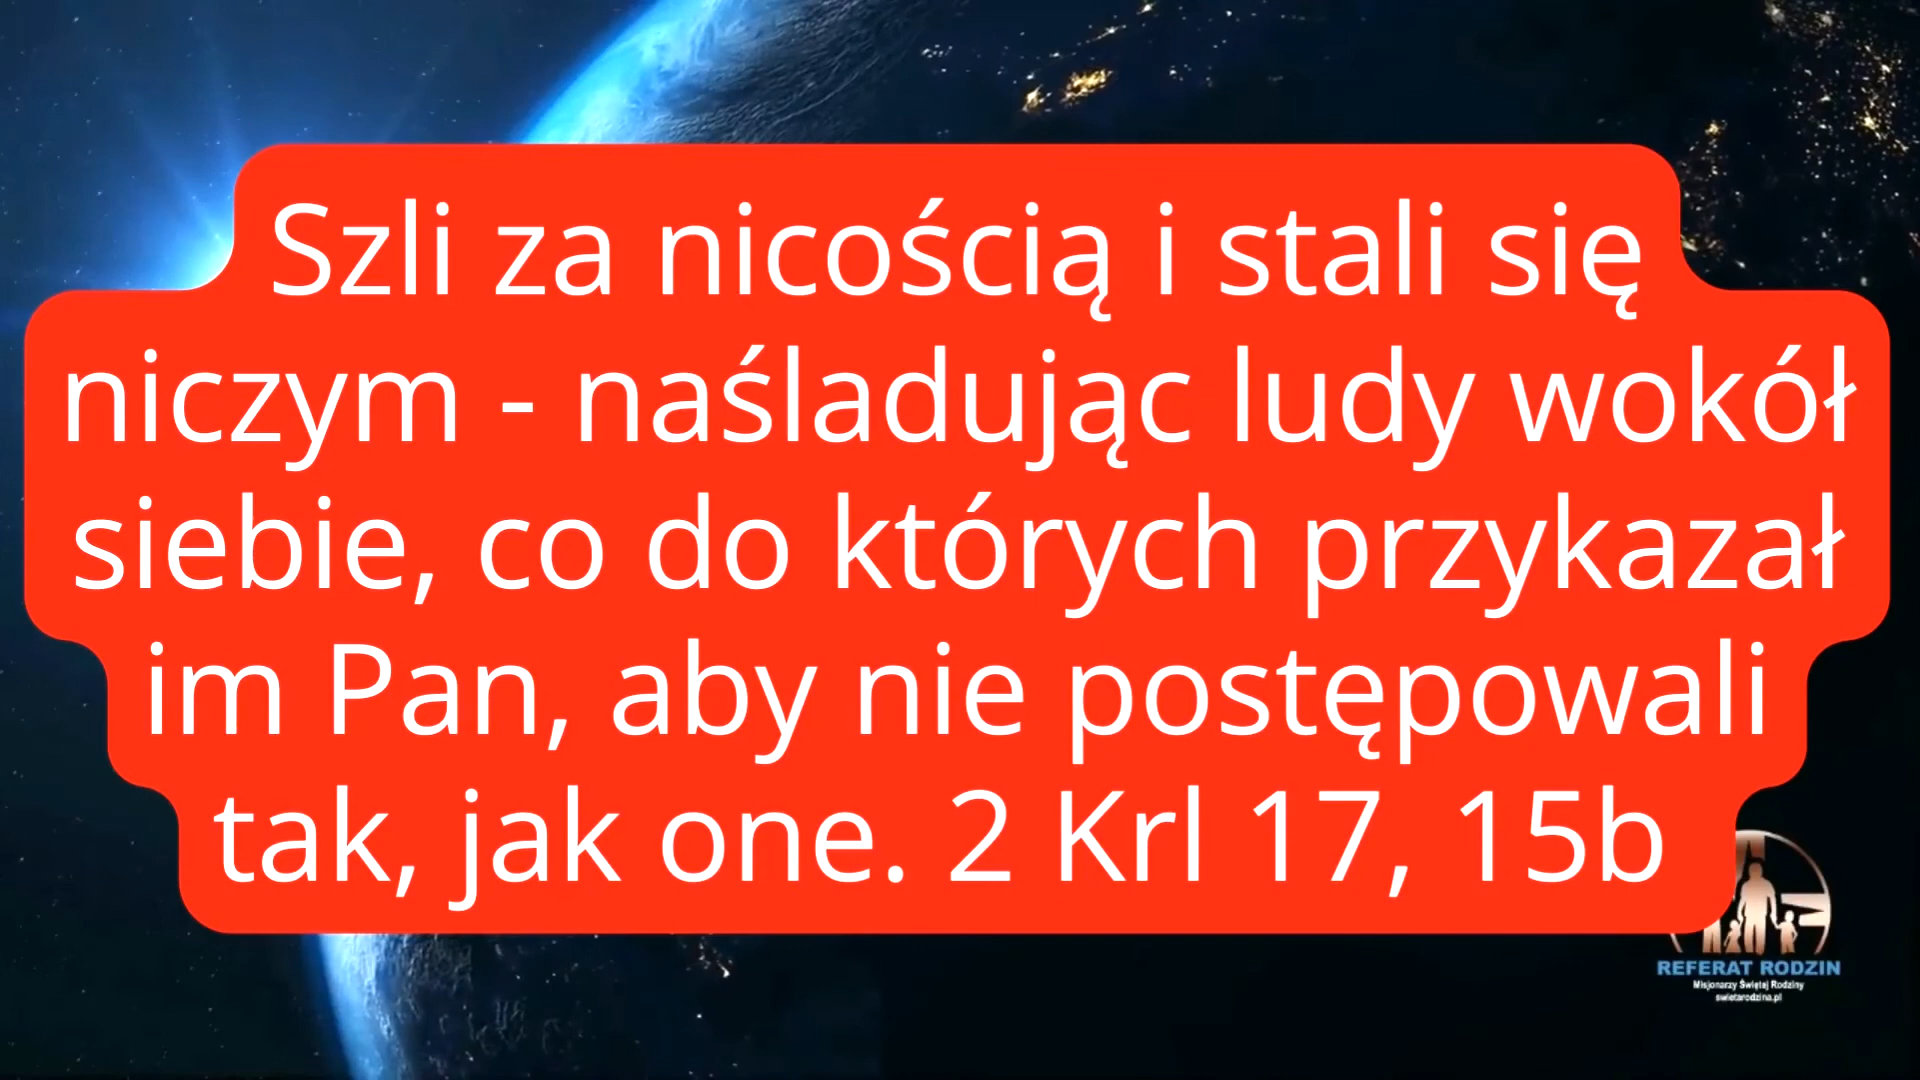 Szli za nicością i stali się
niczym - naśladując ludy wokół
siebie, co do których przykazał
im Pan, aby nie postępowali
tak, jak one. 2 Krl 17, 15b
REFERAT RODZIN
Misjonarzy Świętej Rodziny
swietarodzina.pl